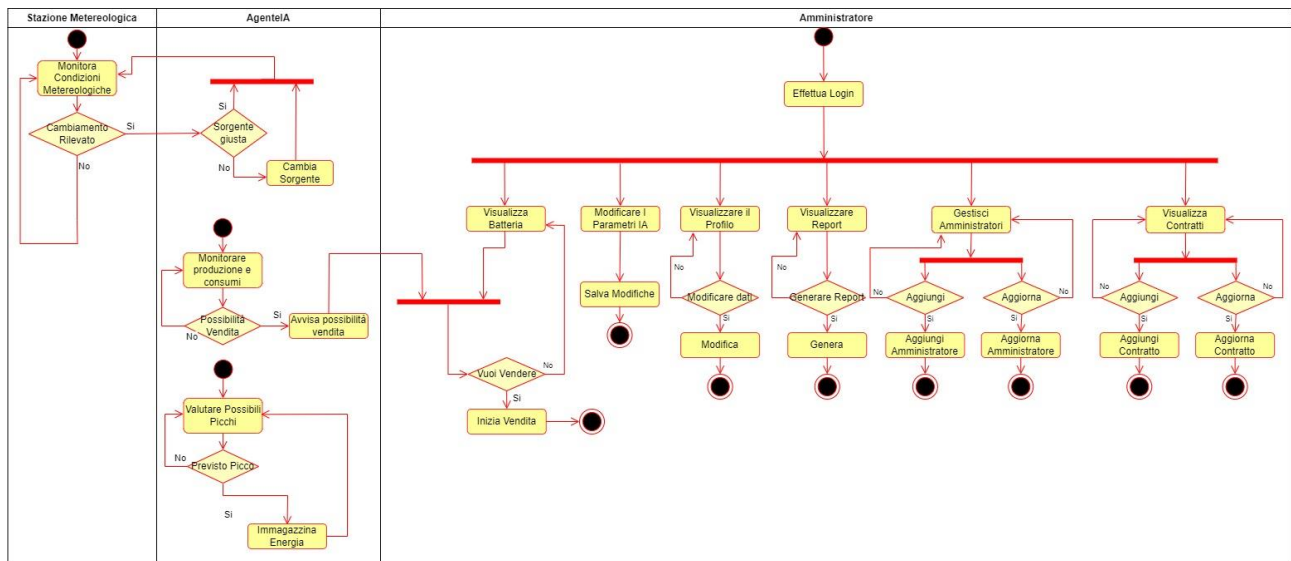 Stazione Metereologica
AgenteIA
Amministratore
Monitora
Condizioni
Metereologiche
Cambiamento
Rilevato
Si
No
Si
Sorgente
giusta
No
Cambia
Sorgente
Monitorare
produzione e
consumi
Possibilità
Vendita
Si
No
Avvisa possibilità
vendita
Valutare Possibili
Picchi
No
Previsto Picco
Si
Immagazzina
Energia
Effettua Login
Visualizza
Batteria
Vuoi Vendere
No
Si
Inizia Vendita
Modificare I
Parametri IA
Salva Modifiche
Visualizzare il
Profilo
No
Modificare dati
Si
Modifica
Visualizzare
Report
No
Generare Report
Si
Genera
Gestisci
Amministratori
No
Aggiungi
Si
Aggiungi
Amministratore
Aggiorna
No
Si
Aggiorna
Amministratore
Visualizza
Contratti
No
Aggiungi
Si
Aggiungi
Contratto
Aggiorna
No
Si
Aggiorna
Contratto